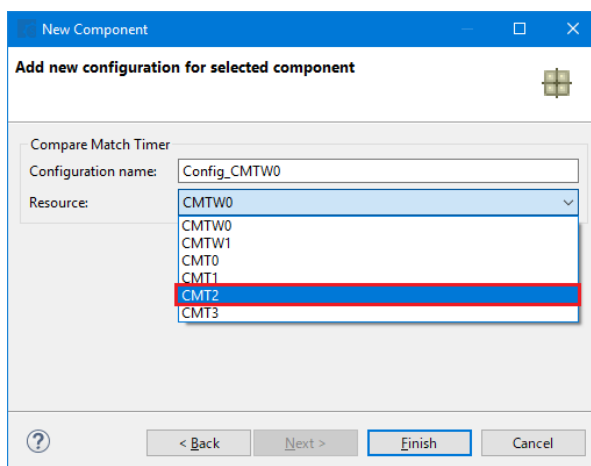 New Component
Add new configuration for selected component
Compare Match Timer
Configuration name: Config_CMTW0
Resource: CMTW0
CMTW0
CMTW1
CMT0
CMT1
CMT2
CMT3
? < Back Next > Finish Cancel